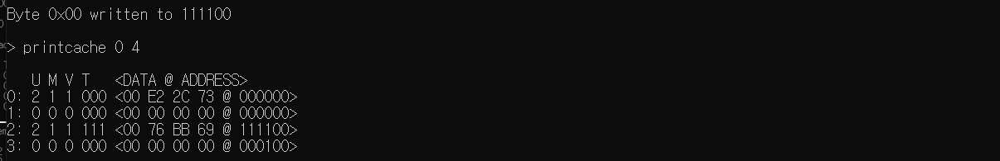 Byte 0x00 written to 111100
> printcache 0 4
U M V T <DATA @ ADDRESS>
0: 2 1 1 000 <00 E2 2C 73 @ 000000>
1: 0 0 0 000 <00 00 00 00 @ 000000>
2: 2 1 1 111 <00 76 BB 69 @ 111100>
3: 0 0 0 000 <00 00 00 00 @ 000100>